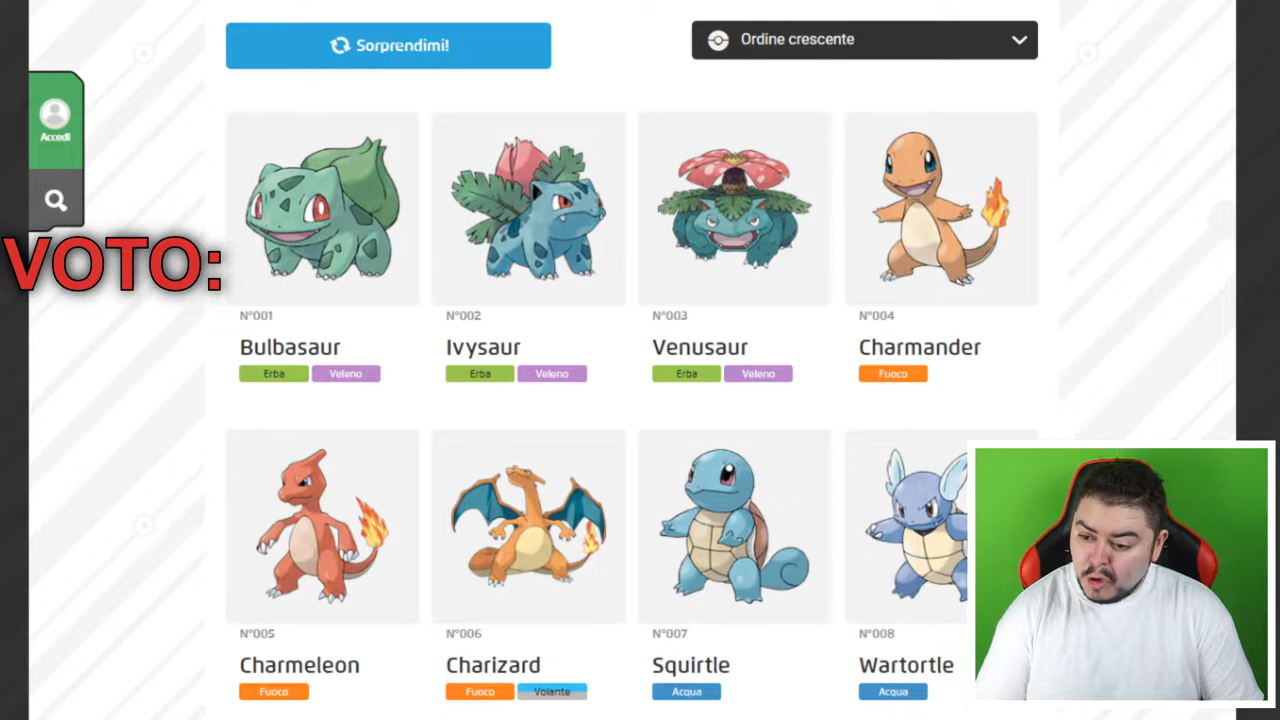 Sorprendimi!
Ordine crescente
Accedi
VOTO:
N°001
Bulbasaur
Erba Veleno
N°002
Ivysaur
Erba Veleno
N°003
Venusaur
Erba Veleno
N°004
Charmander
Fuoco
N°005
Charmeleon
Fuoco
N°006
Charizard
Fuoco Volante
N°007
Squirtle
Acqua
N°008
Wartortle
Acqua